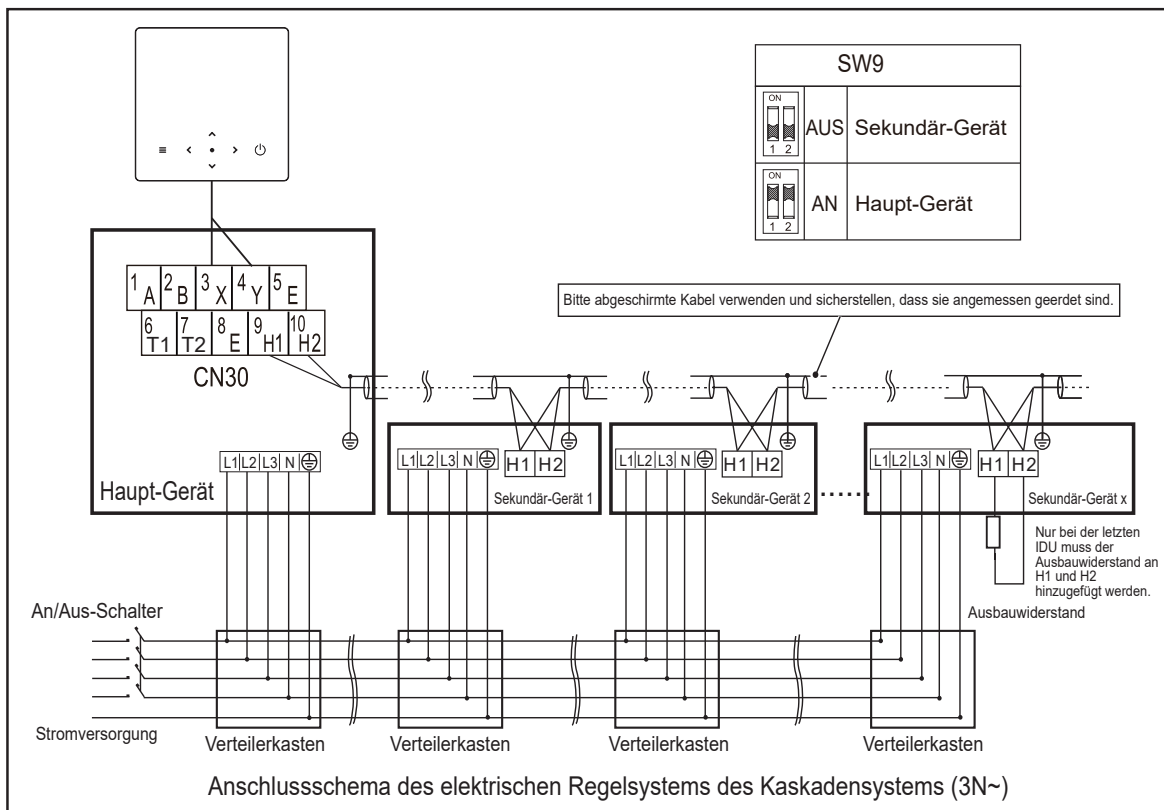 SW9
ON
1 2
AUS
Sekundär-Gerät
ON
1 2
AN
Haupt-Gerät
1 A 2 B 3 X 4 Y 5 E
6 T1 7 T2 8 E 9 H1 10 H2
CN30
Bitte abgeschirmte Kabel verwenden und sicherstellen, dass sie angemessen geerdet sind.
L1 L2 L3 N
Haupt-Gerät
L1 L2 L3 N
H1 H2
Sekundär-Gerät 1
L1 L2 L3 N
H1 H2
Sekundär-Gerät 2
L1 L2 L3 N
H1 H2
Sekundär-Gerät x
Nur bei der letzten
IDU muss der
Ausbauwiderstand an
H1 und H2
hinzugefügt werden.
Ausbauwiderstand
An/Aus-Schalter
Stromversorgung
Verteilerkasten
Verteilerkasten
Verteilerkasten
Verteilerkasten
Anschlussschema des elektrischen Regelsystems des Kaskadensystems (3N~)